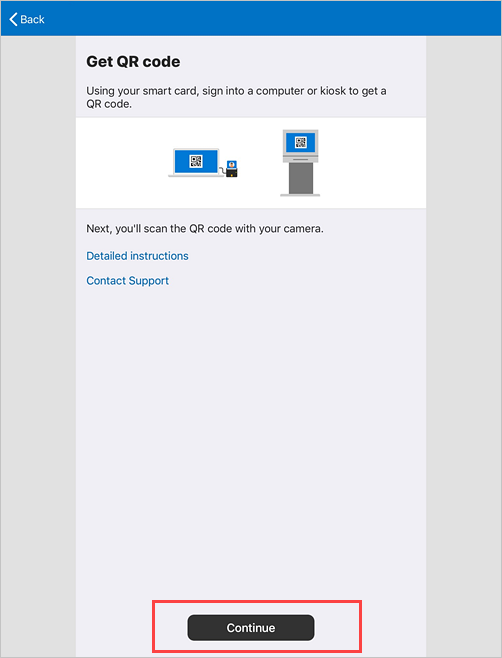 Back
Get QR code
Using your smart card, sign into a computer or kiosk to get a
QR code.
Next, you'll scan the QR code with your camera.
Detailed instructions
Contact Support
Continue